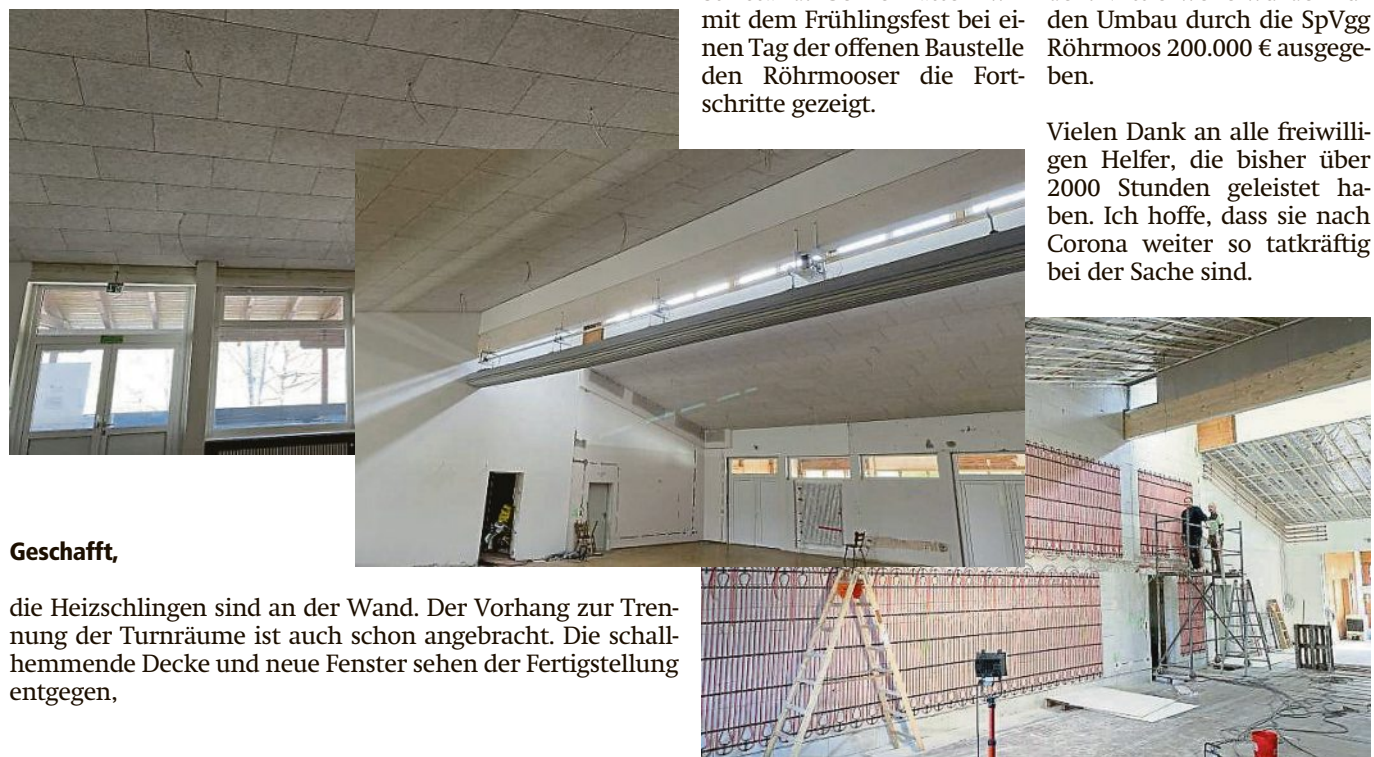 mit dem Frühlingsfest bei ei-
nen Tag der offenen Baustelle
den Röhrmooser die Fort-
schritte gezeigt.
den Umbau durch die SpVgg
Röhrmoos 200.000 € ausgege-
ben.
Vielen Dank an alle freiwilli-
gen Helfer, die bisher über
2000 Stunden geleistet ha-
ben. Ich hoffe, dass sie nach
Corona weiter so tatkräftig
bei der Sache sind.
Geschafft,
die Heizschlingen sind an der Wand. Der Vorhang zur Tren-
nung der Turnräume ist auch schon angebracht. Die schall-
hemmende Decke und neue Fenster sehen der Fertigstellung
entgegen,